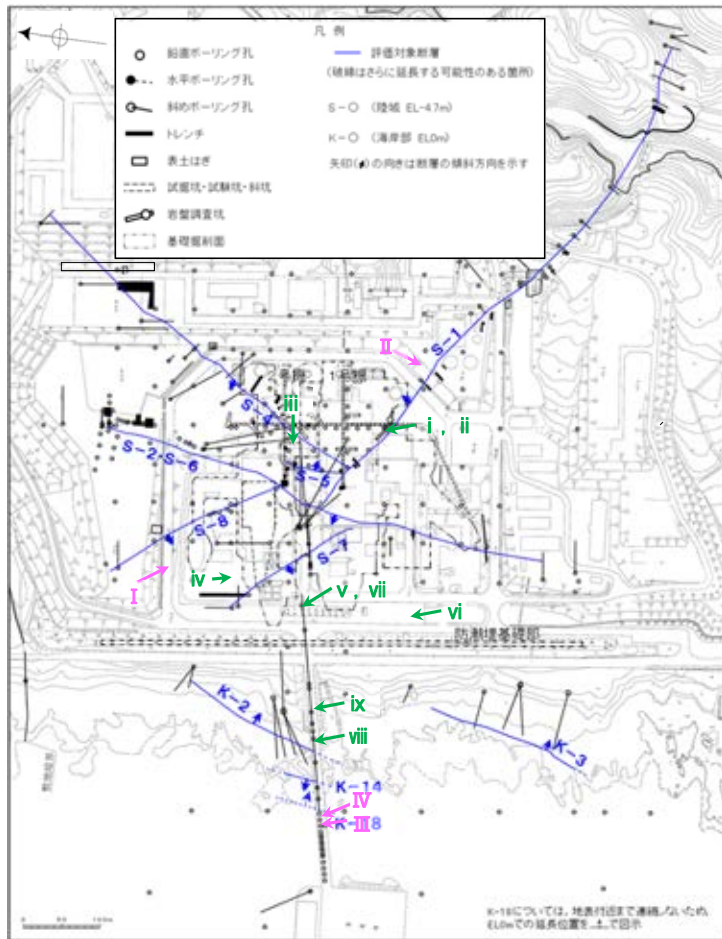 凡 例
鉛直ボーリング孔
水平ボーリング孔
斜めボーリング孔
トレンチ
表土はぎ
試掘坑・試験坑・斜坑
岩盤調査坑
基礎掘削面
評価対象断層
(破線はさらに延長する可能性のある箇所)
S-○ (陸域 EL-4.7m)
K-○ (海岸部 EL0m)
矢印( )の向きは断層の傾斜方向を示す
S-1
II
iii
S-4
i , ii
S-2・S-6
S-5
S-8
S-7
I
iv
v , vii
vi
防潮堤基礎部
K-2
ix
viii
K-3
K-14
IV
III
K-18
K-18については、地表付近まで連続しないため、
EL0mでの延長位置を 上 で図示